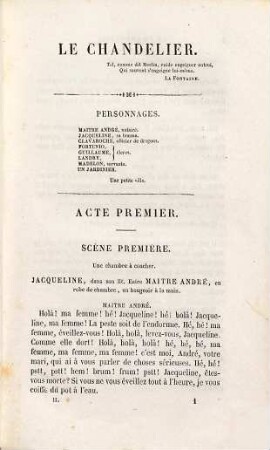 LE CHANDELIER.
Tel, comme dit Merlin, cuide engeigner autrui,
Qui souvent s'engeigne lui-même.
LA FONTAINE.
PERSONNAGES.
MAITRE ANDRÉ, notaire.
JACQUELINE, sa femme.
CLAVAROCHE, officier de dragons.
FORTUNIO,
GUILLAUME, } clercs.
LANDRY,
MADELON, servante.
UN JARDINIER.
Une petite ville.
ACTE PREMIER.
SCÈNE PREMIÈRE.
Une chambre à coucher.
JACQUELINE, dans son lit. Entre MAITRE ANDRÉ, en
robe de chambre, un bougeoir à la main.
MAITRE ANDRÉ.
Holà! ma femme! hé! Jacqueline! hé! holà! Jacque-
line, ma femme! La peste soit de l'endormie. Hé, hé! ma
femme, éveillez-vous! Holà, holà, levez-vous, Jacqueline.
Comme elle dort! Holà, holà, holà! hé, hé, hé, ma
femme, ma femme, ma femme! c'est moi, André, votre
mari, qui ai à vous parler de choses sérieuses. Hé, hé!
pstt, pstt! hem! brum! frum! pstt! Jacqueline, êtes-
vous morte? Si vous ne vous éveillez tout à l'heure, je vous
coiffe du pot à l'eau.
II. 1